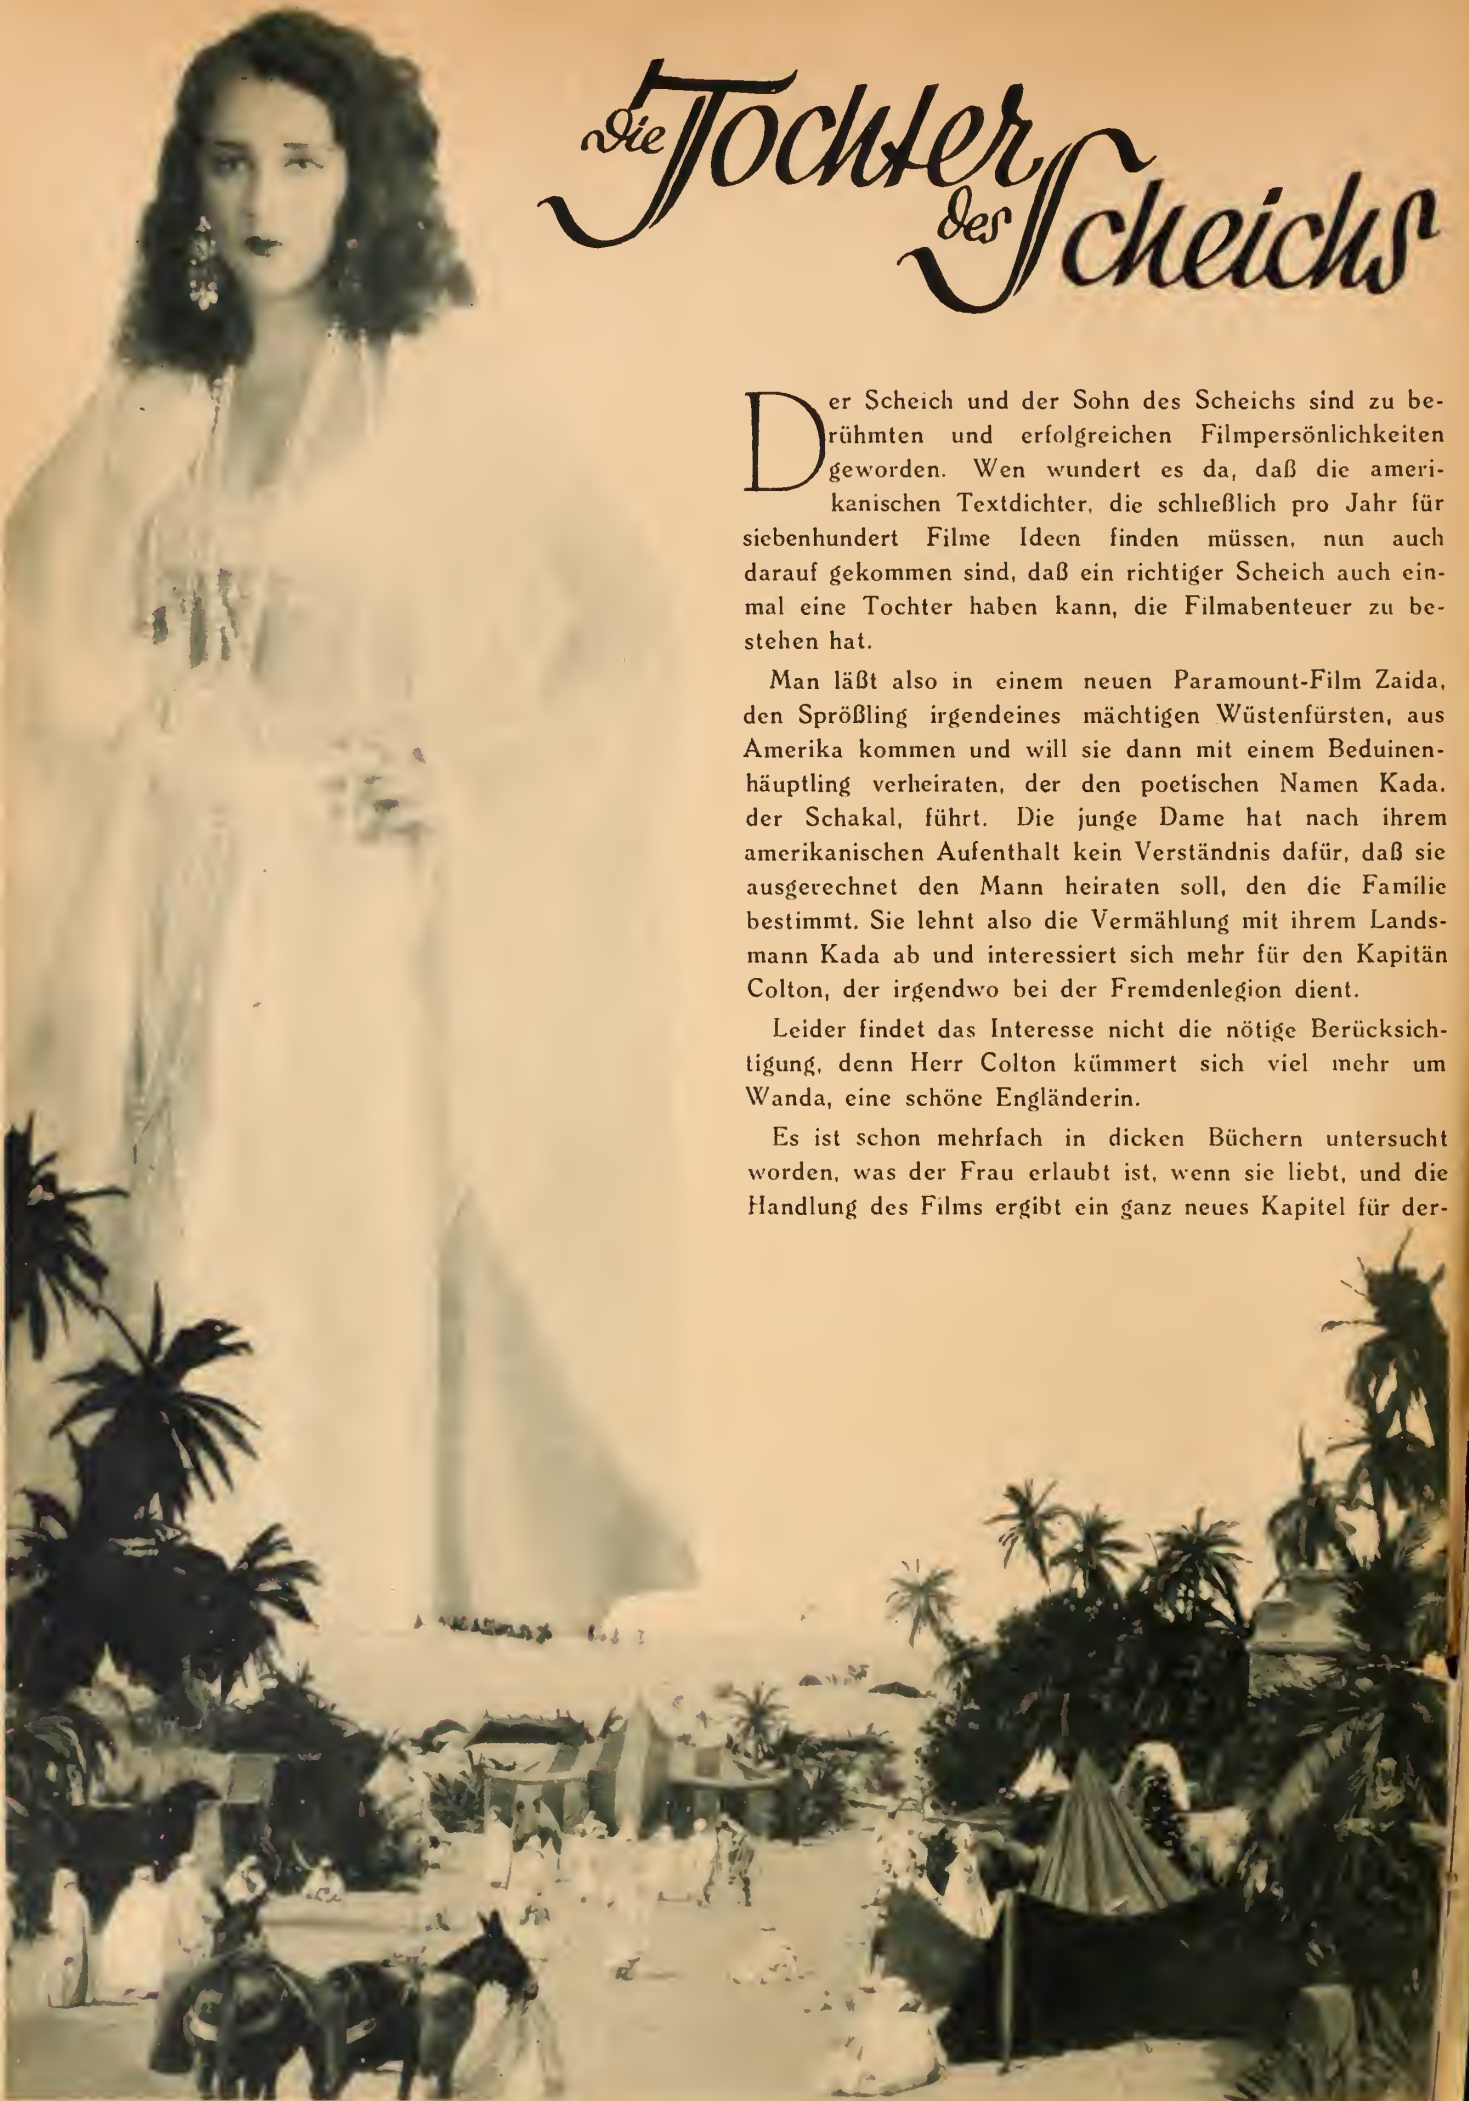 Die Tochter
des Scheichs
Der Scheich und der Sohn des Scheichs sind zu be-
rühmten und erfolgreichen Filmpersönlichkeiten
geworden. Wen wundert es da, daß die ameri-
kanischen Textdichter, die schließlich pro Jahr für
siebenhundert Filme Ideen finden müssen, nun auch
darauf gekommen sind, daß ein richtiger Scheich auch ein-
mal eine Tochter haben kann, die Filmabenteuer zu be-
stehen hat.
Man läßt also in einem neuen Paramount-Film Zaida,
den Sprößling irgendeines mächtigen Wüstenfürsten, aus
Amerika kommen und will sie dann mit einem Beduinen-
häuptling verheiraten, der den poetischen Namen Kada,
der Schakal, führt. Die junge Dame hat nach ihrem
amerikanischen Aufenthalt kein Verständnis dafür, daß sie
ausgerechnet den Mann heiraten soll, den die Familie
bestimmt. Sie lehnt also die Vermählung mit ihrem Lands-
mann Kada ab und interessiert sich mehr für den Kapitän
Colton, der irgendwo bei der Fremdenlegion dient.
Leider findet das Interesse nicht die nötige Berücksich-
tigung, denn Herr Colton kümmert sich viel mehr um
Wanda, eine schöne Engländerin.
Es ist schon mehrfach in dicken Büchern untersucht
worden, was der Frau erlaubt ist, wenn sie liebt, und die
Handlung des Films ergibt ein ganz neues Kapitel für der-